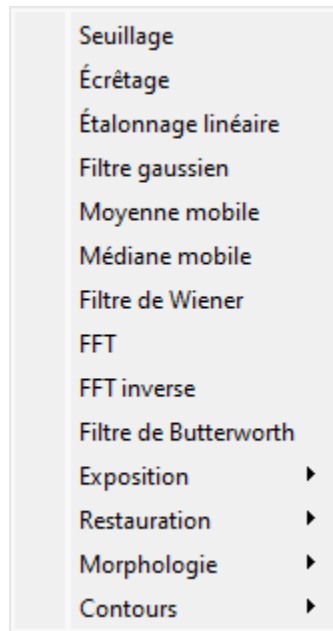 Seuillage
Écrêtage
Étalonnage linéaire
Filtre gaussien
Moyenne mobile
Médiane mobile
Filtre de Wiener
FFT
FFT inverse
Filtre de Butterworth
Exposition
Restauration
Morphologie
Contours